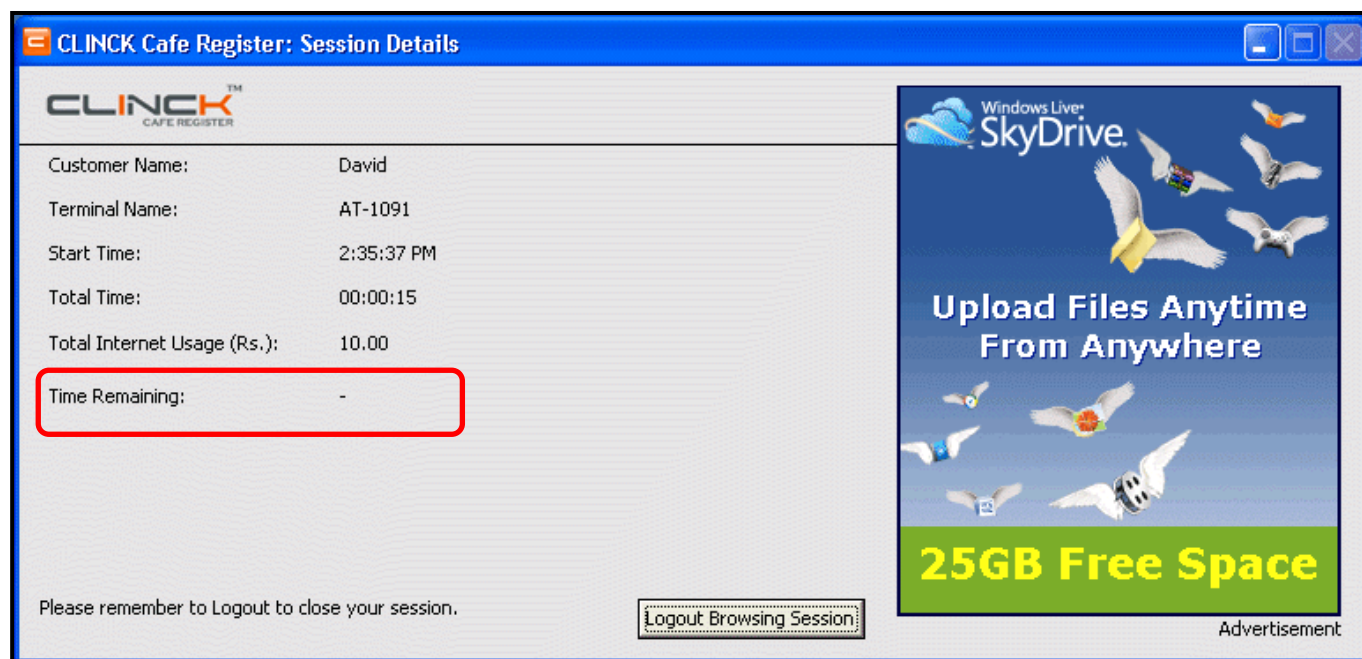 CLINCK Cafe Register: Session Details
CLINCK™
CAFE REGISTER
Customer Name: David
Terminal Name: AT-1091
Start Time: 2:35:37 PM
Total Time: 00:00:15
Total Internet Usage (Rs.): 10.00
Time Remaining: -
Please remember to Logout to close your session.
Logout Browsing Session
Windows Live®
SkyDrive.
Upload Files Anytime
From Anywhere
25GB Free Space
Advertisement